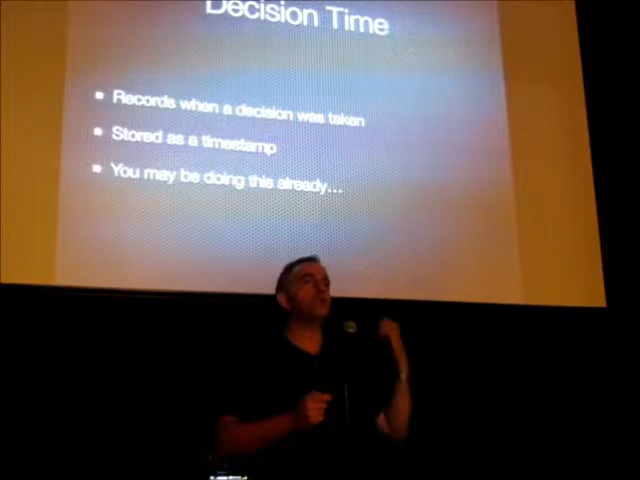 Decision Time
Records when a decision was taken
Stored as a timestamp
You may be doing this already...